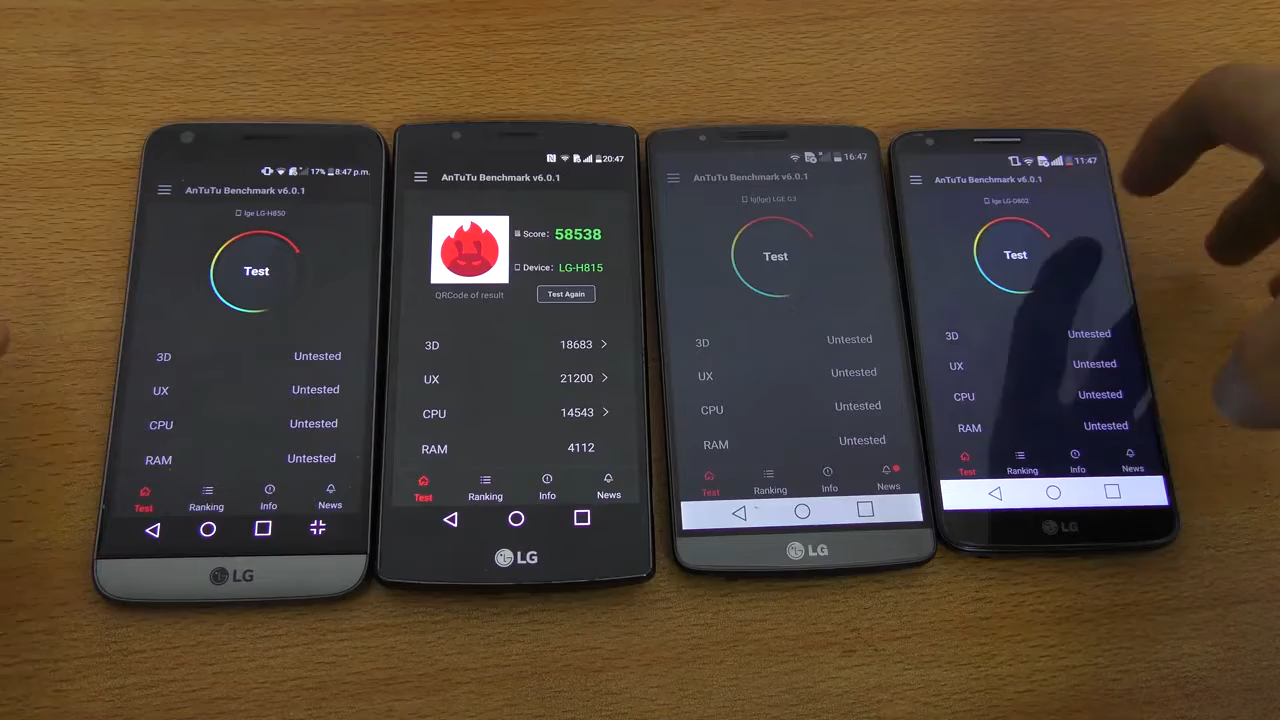 17% 8:47 p.m.
AnTuTu Benchmark v6.0.1
lge LG-H850
Test
3D Untested
UX Untested
CPU Untested
RAM Untested
Test Ranking Info News
LG
20:47
AnTuTu Benchmark v6.0.1
Score: 58538
Device: LG-H815
QRCode of result Test Again
3D 18683
UX 21200
CPU 14543
RAM 4112
Test Ranking Info News
LG
16:47
AnTuTu Benchmark v6.0.1
lg(lge) LGE G3
Test
3D Untested
UX Untested
CPU Untested
RAM Untested
Test Ranking Info News
LG
11:47
AnTuTu Benchmark v6.0.1
lge LG-D802
Test
3D Untested
UX Untested
CPU Untested
RAM Untested
Test Ranking Info News
LG